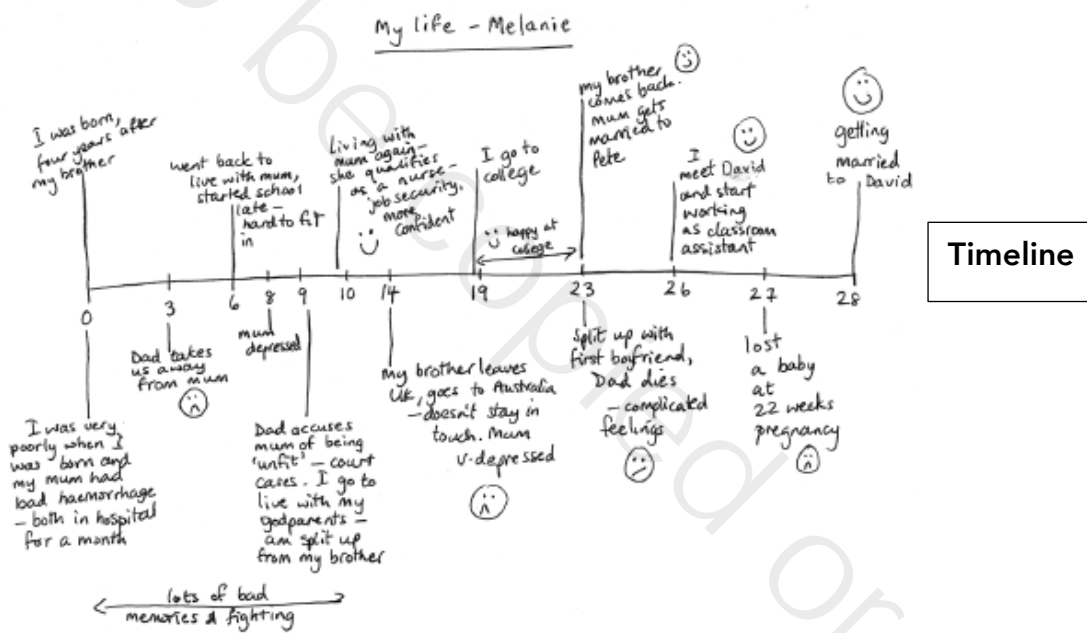 My life - Melanie
I was born,
four years after
my brother
went back to
live with mum,
started school
late -
hard to fit
in
Living with
mum again -
she qualifies
as a nurse -
job security.
more
confident
I go to
college
happy at
college
my brother
comes back.
mum gets
married to
Pete
I
meet David
and start
working
as classroom
assistant
getting
married
to David
Timeline
0
3
6
8
9
10
14
19
23
26
27
28
I was very
poorly when I
was born and
my mum had
bad haemorrhage
- both in hospital
for a month
Dad takes
us away
from mum
mum
depressed
Dad accuses
mum of being
'unfit' - court
cases. I go to
live with my
godparents -
am split up
from my brother
my brother leaves
UK, goes to Australia
- doesn't stay in
touch. Mum
v. depressed
Split up with
first boyfriend,
Dad dies
- complicated
feelings
lost
a baby
at
22 weeks
pregnancy
lots of bad
memories & fighting
be copied or